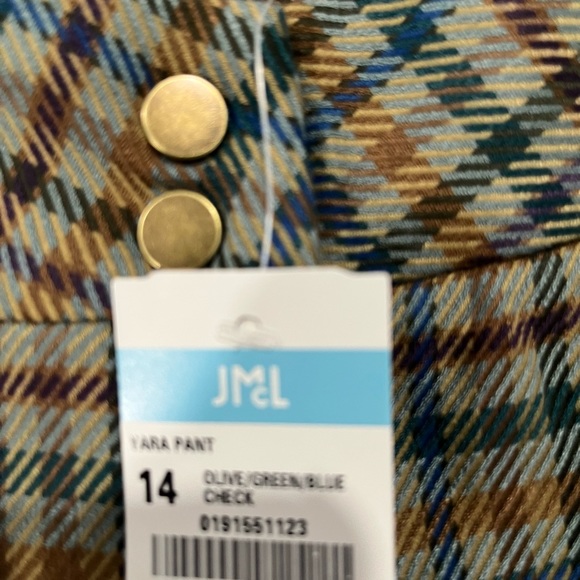 JMcL
YARA PANT
14 OLIVE/GREEN/BLUE
CHECK
0191551123